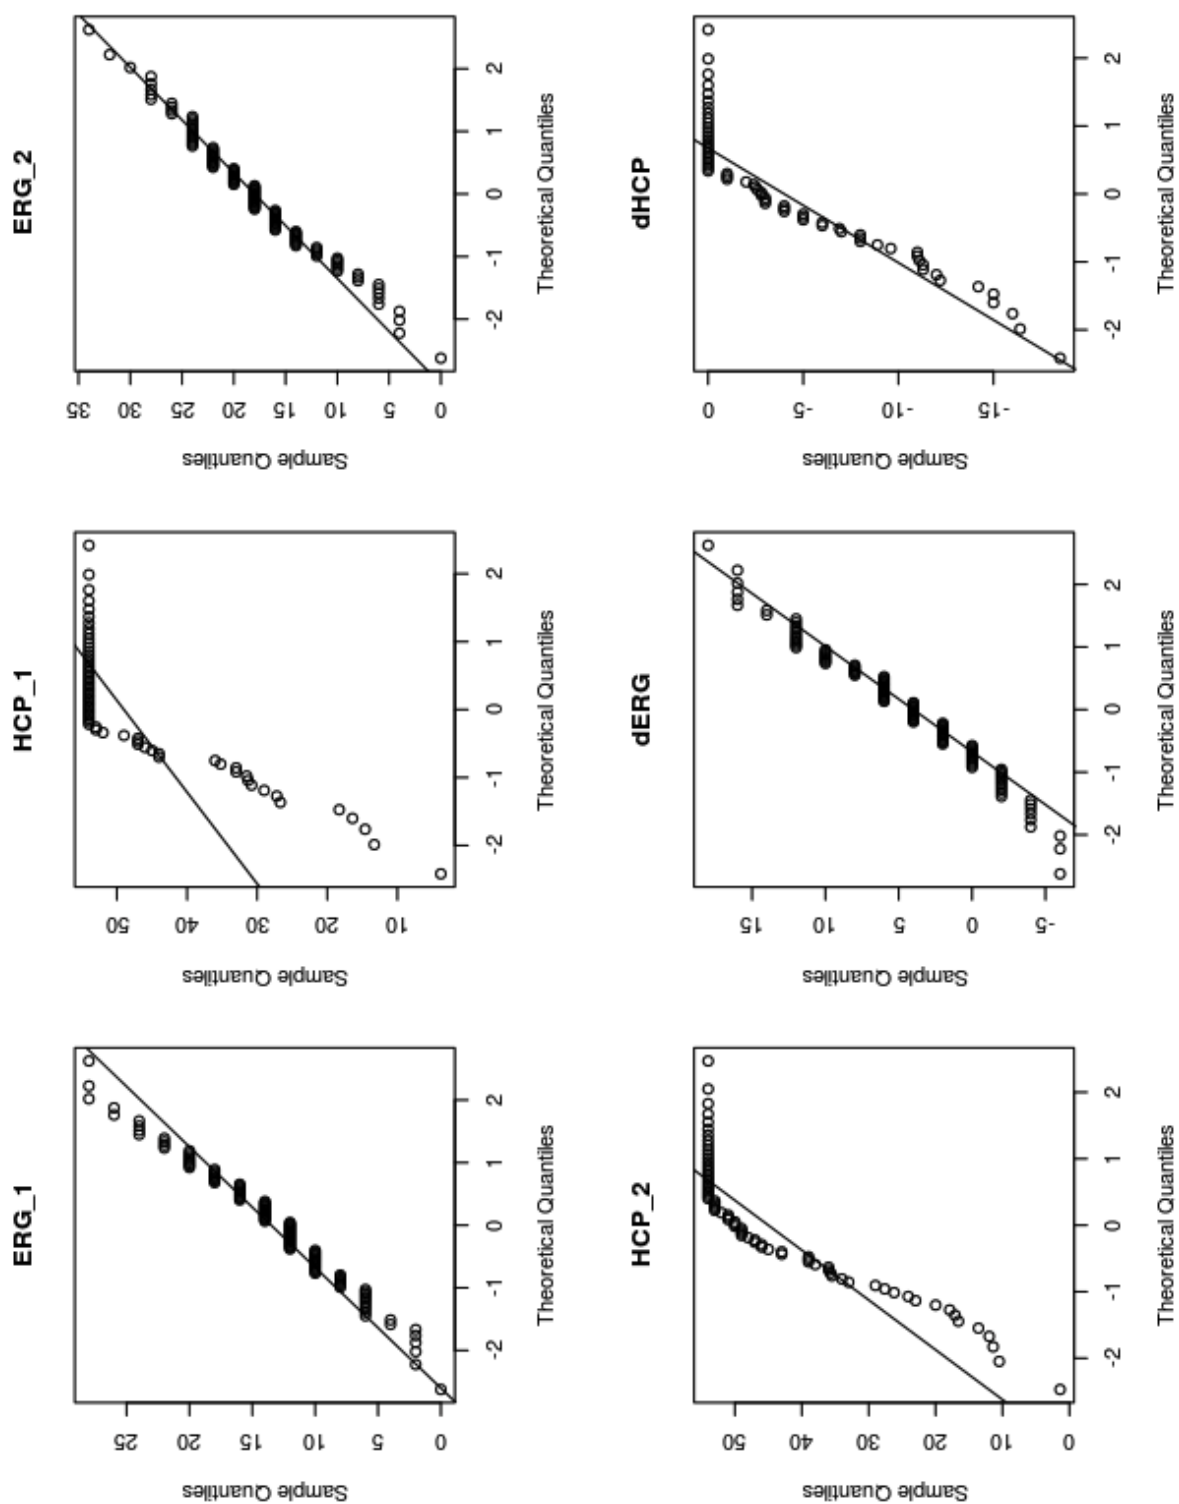 ERG_1
Sample Quantiles
0 5 10 15 20 25
-2 -1 0 1 2
Theoretical Quantiles
HCP_1
Sample Quantiles
10 20 30 40 50
-2 -1 0 1 2
Theoretical Quantiles
ERG_2
Sample Quantiles
0 5 10 15 20 25 30 35
-2 -1 0 1 2
Theoretical Quantiles
HCP_2
Sample Quantiles
0 10 20 30 40 50
-2 -1 0 1 2
Theoretical Quantiles
dERG
Sample Quantiles
-5 0 5 10 15
-2 -1 0 1 2
Theoretical Quantiles
dHCP
Sample Quantiles
-15 -10 -5 0
-2 -1 0 1 2
Theoretical Quantiles